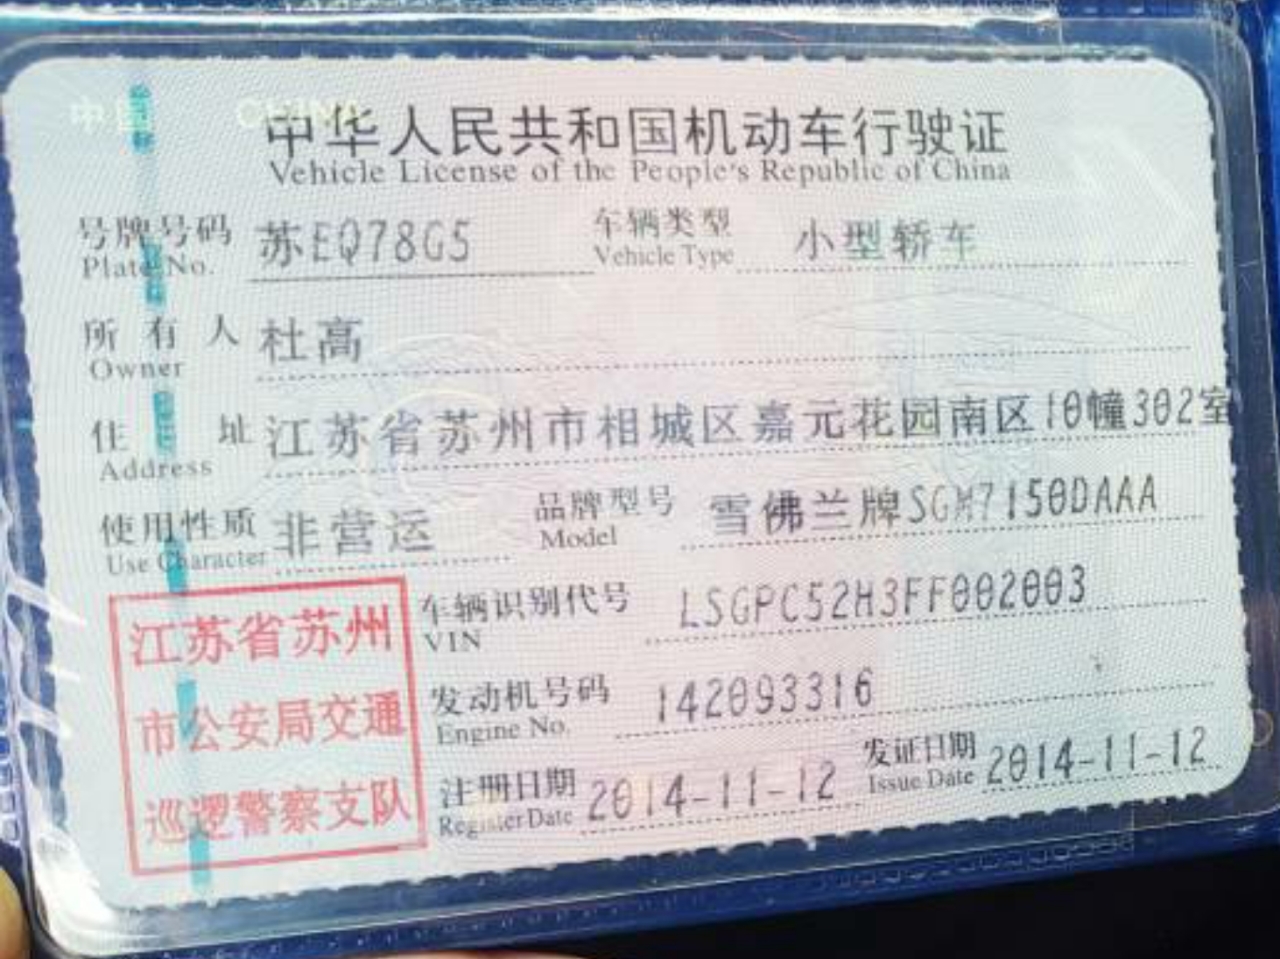 中国 CHINA
中华人民共和国机动车行驶证
Vehicle License of the People's Republic of China
号牌号码 苏EQ78G5 车辆类型 小型轿车
Plate No. Vehicle Type
所有人 杜高
Owner
住址 江苏省苏州市相城区嘉元花园南区10幢302室
Address
使用性质 非营运 品牌型号 雪佛兰牌SGM7150DAAA
Use Character Model
江苏省苏州
市公安局交通
巡逻警察支队
车辆识别代号 LSGPC52H3FF002003
VIN
发动机号码 142093316
Engine No.
注册日期 2014-11-12 发证日期 2014-11-12
Register Date Issue Date